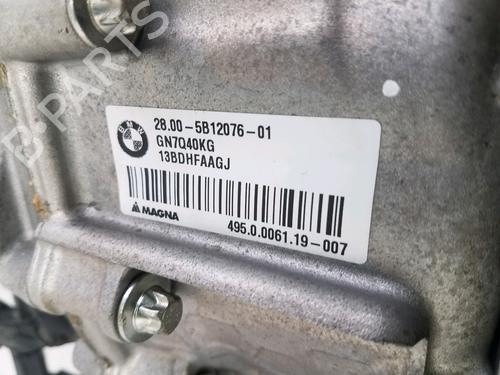 B-PARTS
BMW
28.00-5B12076-01
GN7Q40KG
13BDHFAAGJ
MAGNA
495.0.0061.19-007